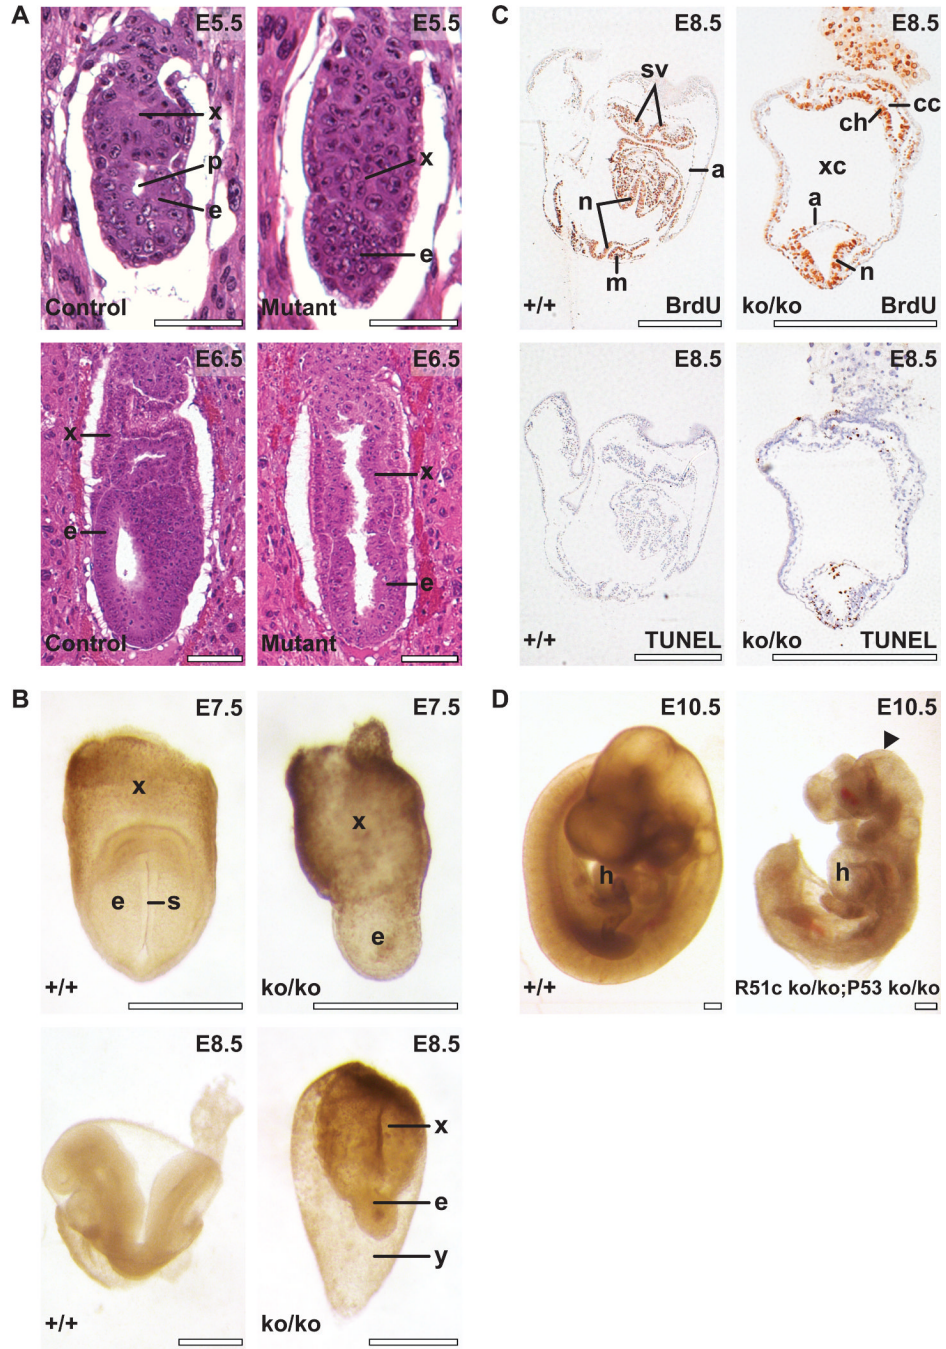 A
E5.5
x
p
e
Control
E5.5
x
e
Mutant
E6.5
x
e
Control
E6.5
x
e
Mutant
B
E7.5
x
e
s
+/+
E7.5
x
e
ko/ko
E8.5
+/+
E8.5
x
e
y
ko/ko
C
E8.5
sv
a
n
m
+/+
BrdU
E8.5
cc
ch
xc
a
n
ko/ko
BrdU
E8.5
+/+
TUNEL
E8.5
ko/ko
TUNEL
D
E10.5
h
+/+
E10.5
h
R51c ko/ko;P53 ko/ko